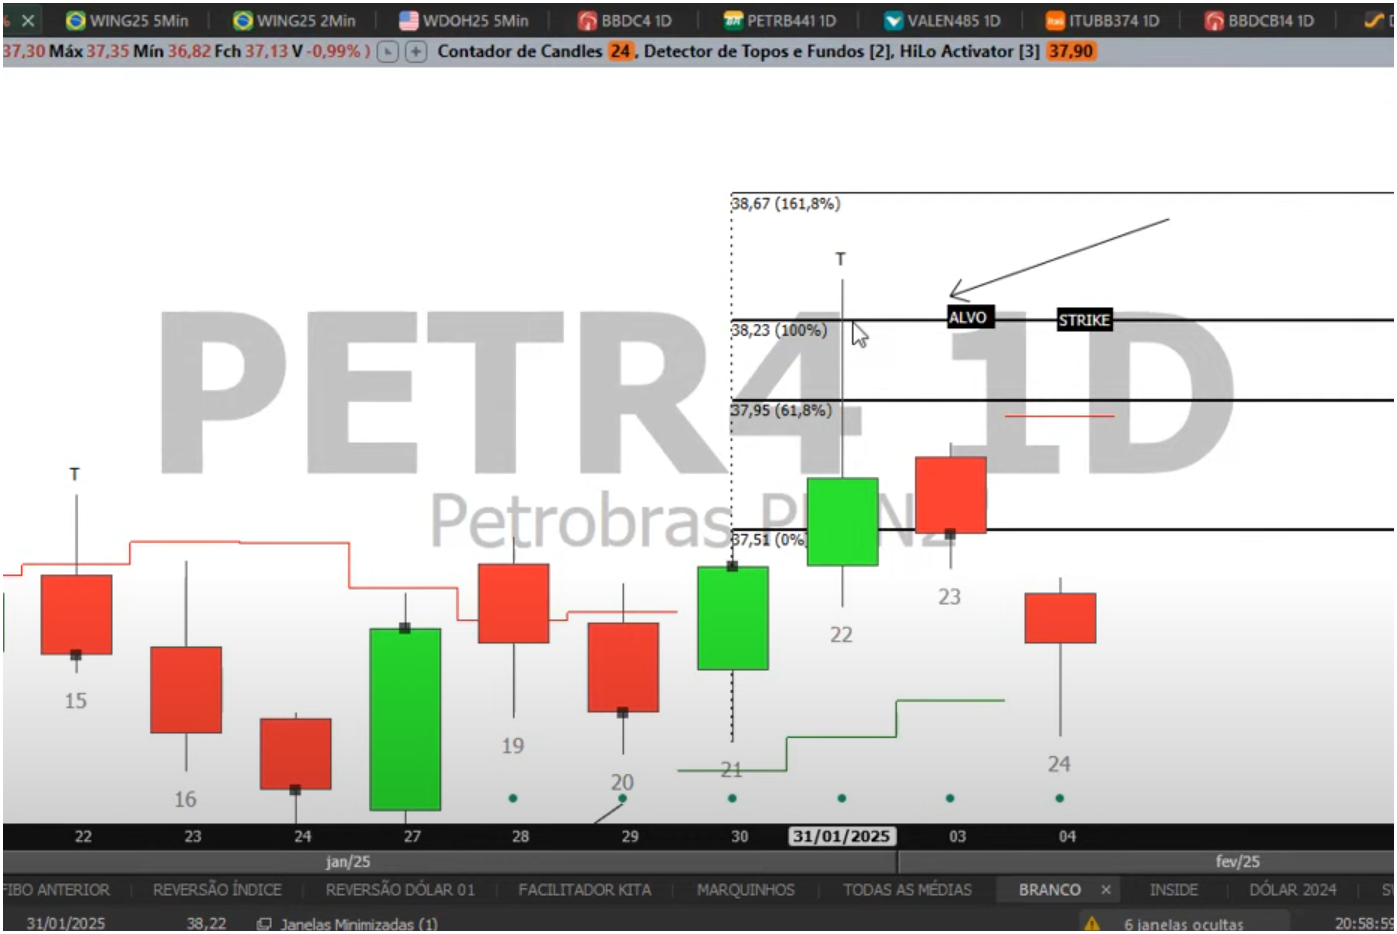 % X WING25 5Min WING25 2Min WDOH25 5Min BBDC4 1D PETRB441 1D VALEN485 1D ITUBB374 1D BBDCB14 1D
37,30 Máx 37,35 Mín 36,82 Fch 37,13 V -0,99% ) Contador de Candles 24 , Detector de Topos e Fundos [2], HiLo Activator [3] 37,90
38,67 (161,8%)
T
ALVO STRIKE
38,23 (100%)
PETR4 1D
37,95 (61,8%)
T
Petrobras
37,51 (0%)
15 16 19 20 21 22 23 24
22 23 24 27 28 29 30 31/01/2025 03 04
jan/25 fev/25
FIBO ANTERIOR REVERSÃO ÍNDICE REVERSÃO DÓLAR 01 FACILITADOR KITA MARQUINHOS TODAS AS MÉDIAS BRANCO × INSIDE DÓLAR 2024
31/01/2025 38,22 Janelas Minimizadas (1) 6 janelas ocultas 20:58:59